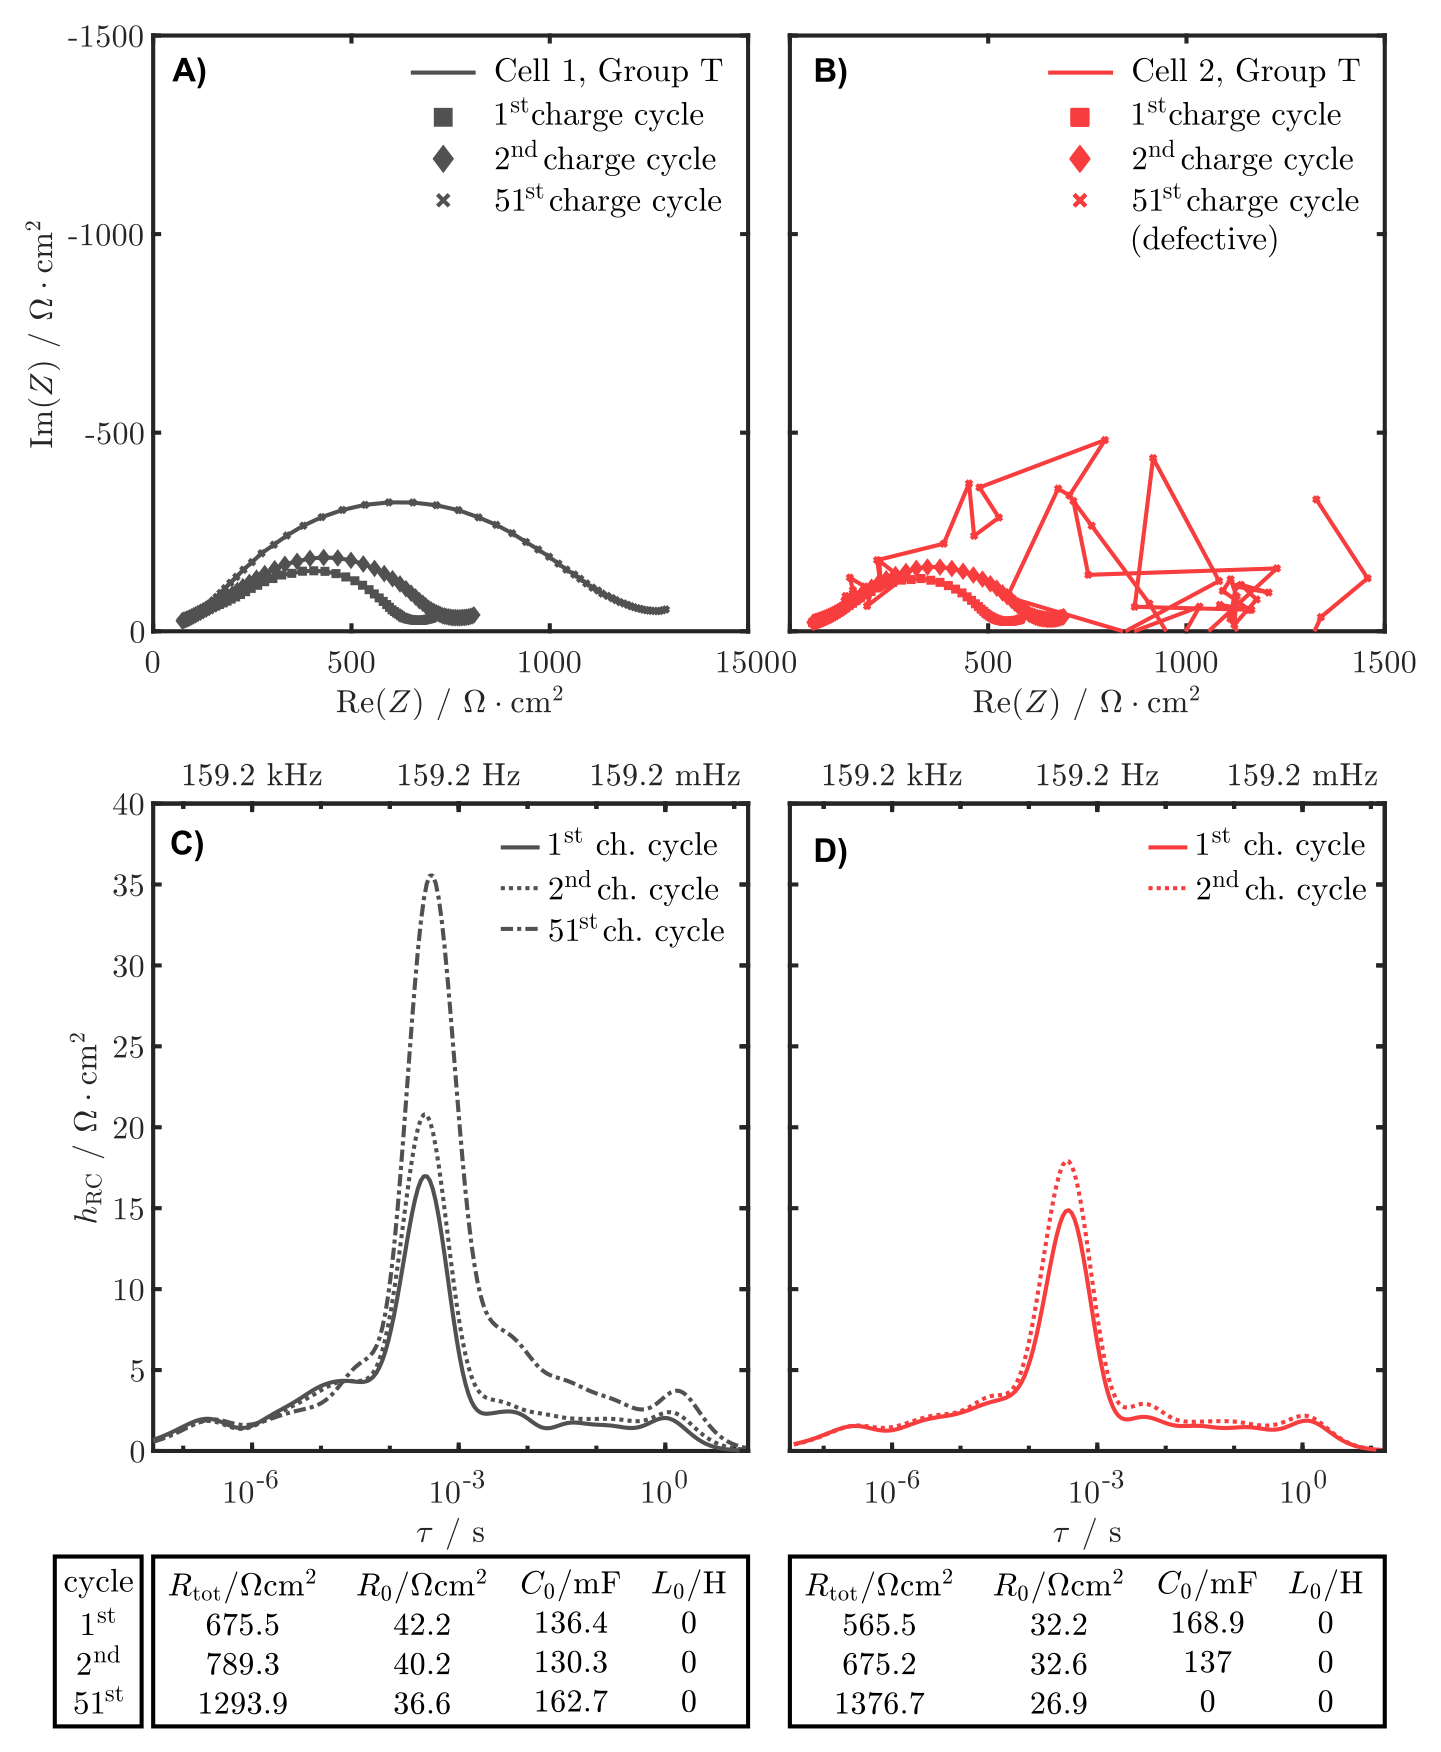 A)
Cell 1, Group T
1st charge cycle
2nd charge cycle
51st charge cycle
-1500
-1000
-500
0
Im(Z) / Ω · cm2
0 500 1000 1500
Re(Z) / Ω · cm2
B)
Cell 2, Group T
1st charge cycle
2nd charge cycle
51st charge cycle
(defective)
0 500 1000 1500
Re(Z) / Ω · cm2
159.2 kHz 159.2 Hz 159.2 mHz
C)
1st ch. cycle
2nd ch. cycle
51st ch. cycle
40
35
30
25
20
15
10
5
0
hRC / Ω · cm2
10-6 10-3 100
τ / s
159.2 kHz 159.2 Hz 159.2 mHz
D)
1st ch. cycle
2nd ch. cycle
10-6 10-3 100
τ / s
cycle Rtot/Ωcm2 R0/Ωcm2 C0/mF L0/H Rtot/Ωcm2 R0/Ωcm2 C0/mF L0/H
1st 675.5 42.2 136.4 0 565.5 32.2 168.9 0
2nd 789.3 40.2 130.3 0 675.2 32.6 137 0
51st 1293.9 36.6 162.7 0 1376.7 26.9 0 0